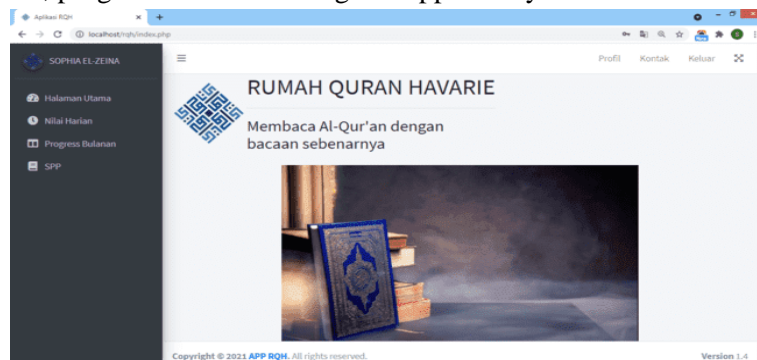 Aplikasi RQH
localhost/rqh/index.php
SOPHIA EL-ZEINA
Profil Kontak Keluar
Halaman Utama
Nilai Harian
Progress Bulanan
SPP
RUMAH QURAN HAVARIE
Membaca Al-Qur'an dengan
bacaan sebenarnya
Copyright © 2021 APP RQH. All rights reserved.
Version 1.4